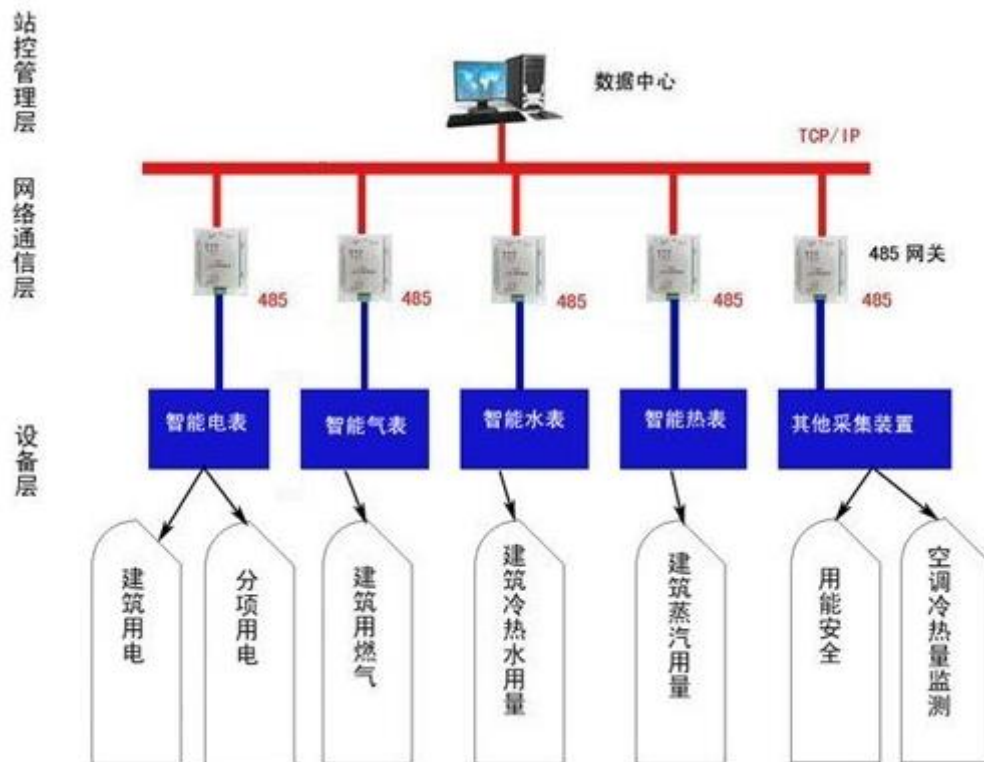 站控管理层
数据中心
TCP/IP
网络通信层
485 网关
485
485
485
485
485
设备层
智能电表
智能气表
智能水表
智能热表
其他采集装置
建筑用电
分项用电
建筑用燃气
建筑冷热水用量
建筑蒸汽用量
用能安全
空调冷热量监测